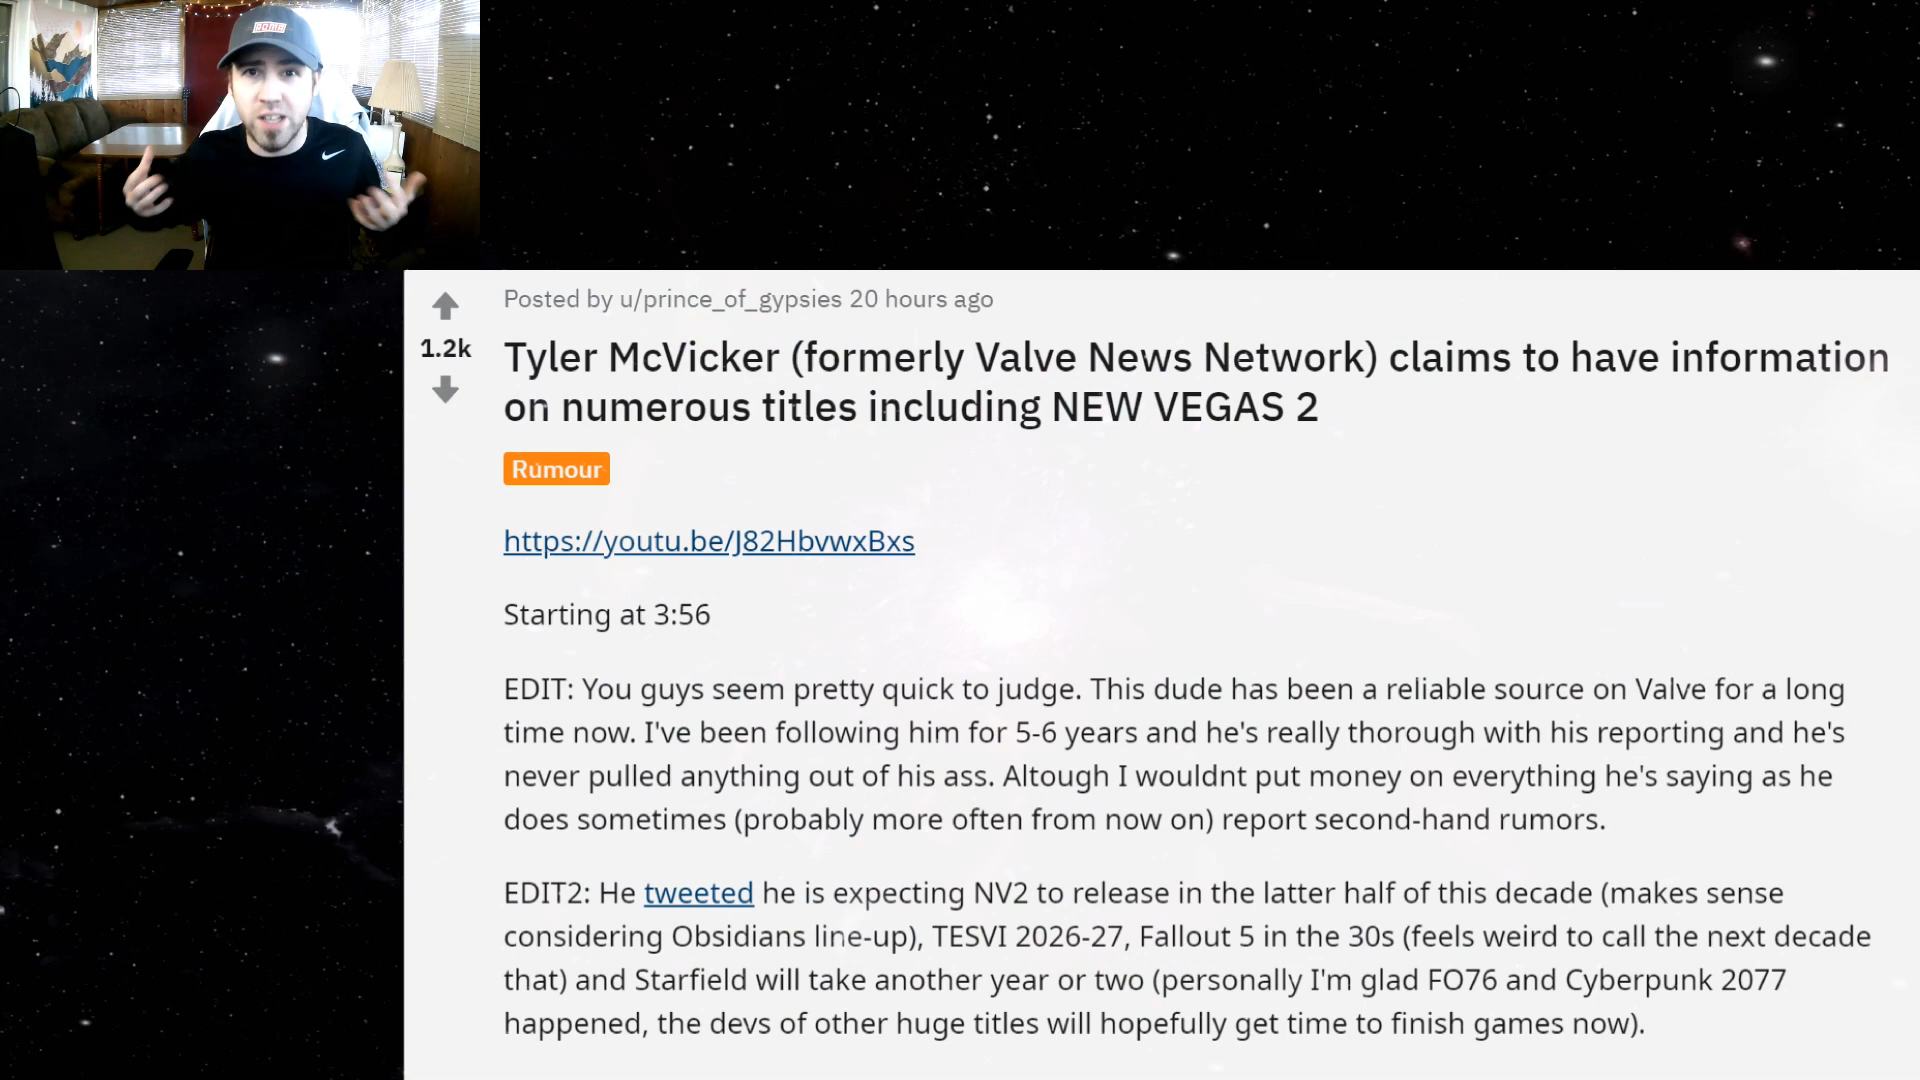 Posted by u/prince_of_gypsies 20 hours ago
1.2k
Tyler McVicker (formerly Valve News Network) claims to have information
on numerous titles including NEW VEGAS 2
Rumour
https://youtu.be/J82HbvwxBxs
Starting at 3:56
EDIT: You guys seem pretty quick to judge. This dude has been a reliable source on Valve for a long
time now. I've been following him for 5-6 years and he's really thorough with his reporting and he's
never pulled anything out of his ass. Altough I wouldnt put money on everything he's saying as he
does sometimes (probably more often from now on) report second-hand rumors.
EDIT2: He tweeted he is expecting NV2 to release in the latter half of this decade (makes sense
considering Obsidians line-up), TESVI 2026-27, Fallout 5 in the 30s (feels weird to call the next decade
that) and Starfield will take another year or two (personally I'm glad FO76 and Cyberpunk 2077
happened, the devs of other huge titles will hopefully get time to finish games now).